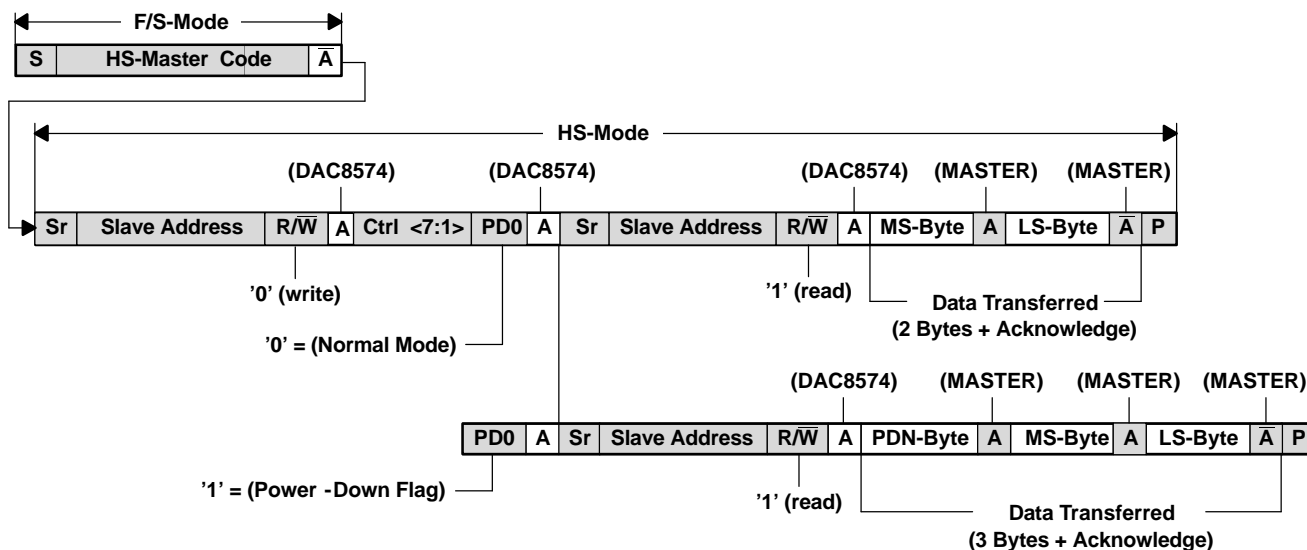 F/S-Mode
S HS-Master Code A̅
HS-Mode
(DAC8574) (DAC8574) (DAC8574) (MASTER) (MASTER)
Sr Slave Address R/W̅ A Ctrl <7:1> PD0 A Sr Slave Address R/W̅ A MS-Byte A LS-Byte A̅ P
’0’ (write) ’1’ (read) Data Transferred
(2 Bytes + Acknowledge)
’0’ = (Normal Mode)
(DAC8574) (MASTER) (MASTER) (MASTER)
PD0 A Sr Slave Address R/W̅ A PDN-Byte A MS-Byte A LS-Byte A̅ P
’1’ = (Power -Down Flag) ’1’ (read) Data Transferred
(3 Bytes + Acknowledge)